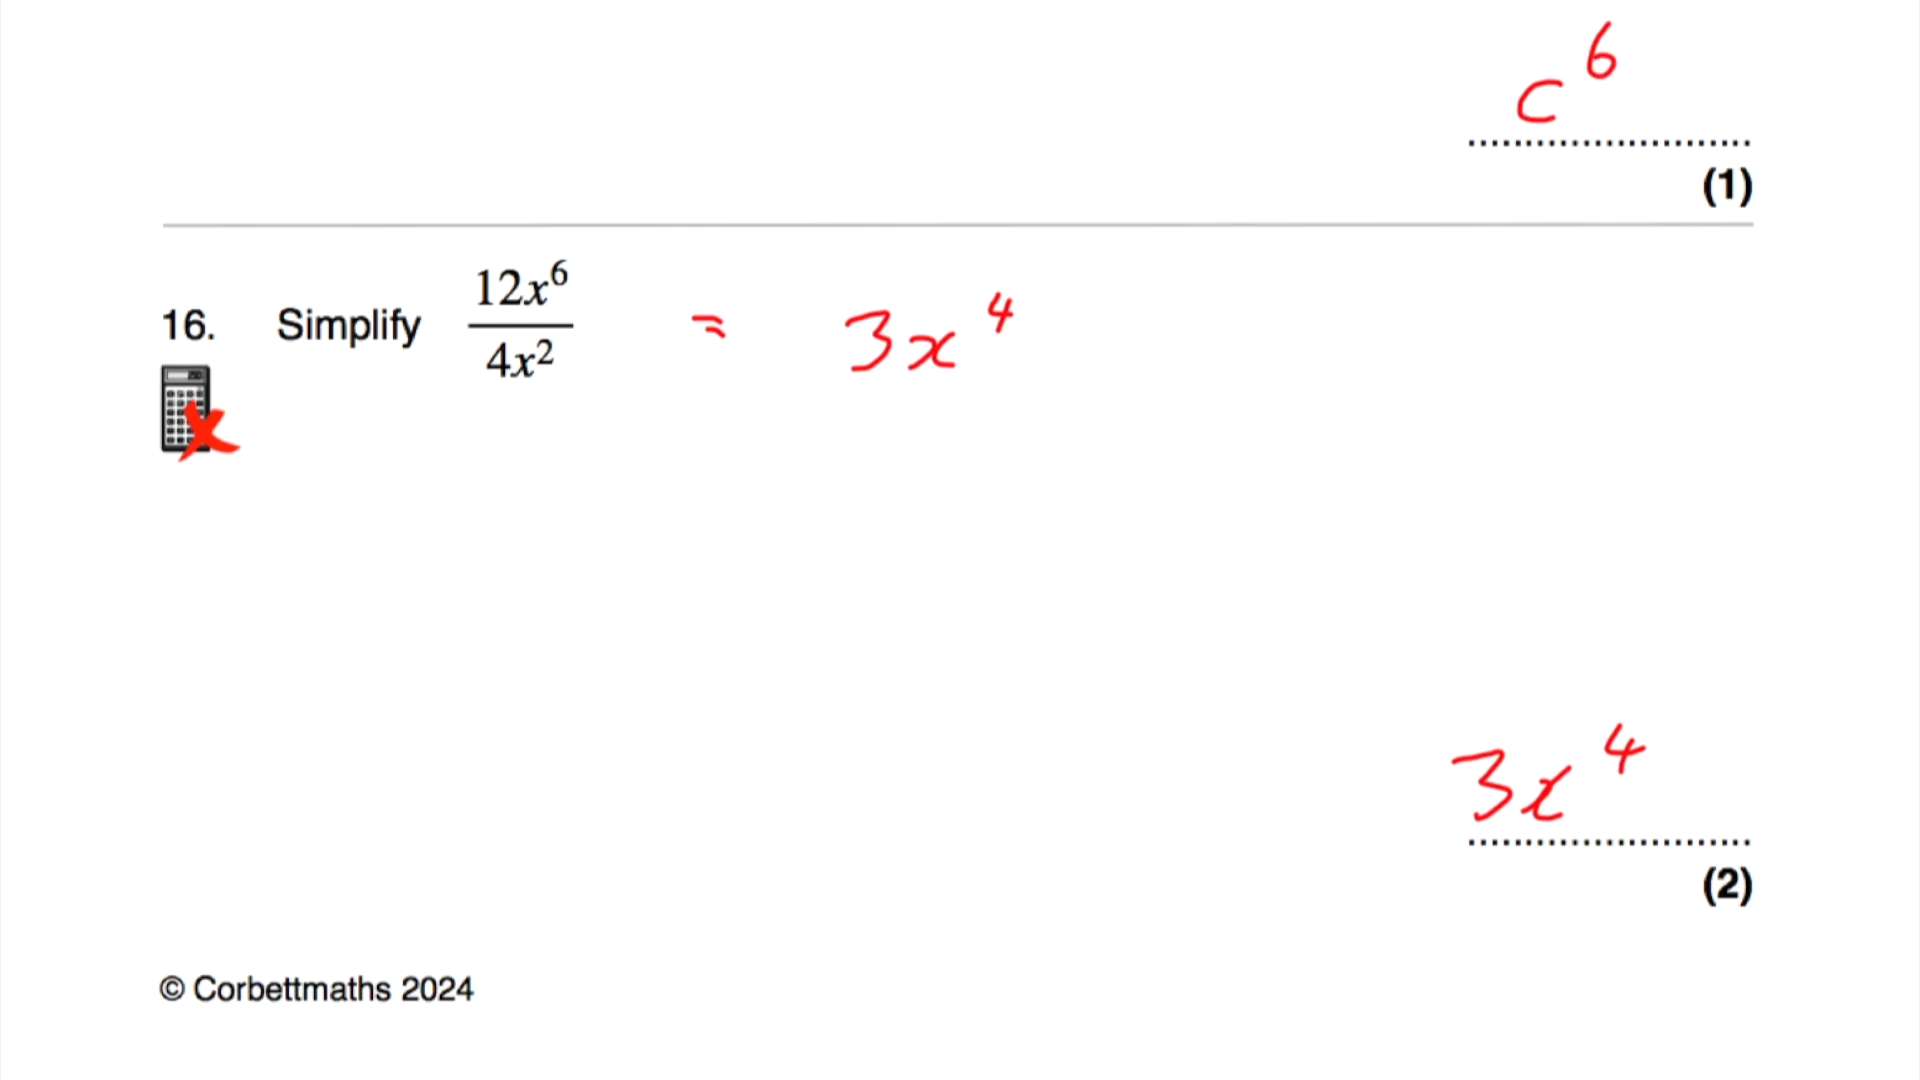 c⁶
(1)
16. Simplify 12x⁶/4x² = 3x⁴
3x⁴
(2)
© Corbettmaths 2024